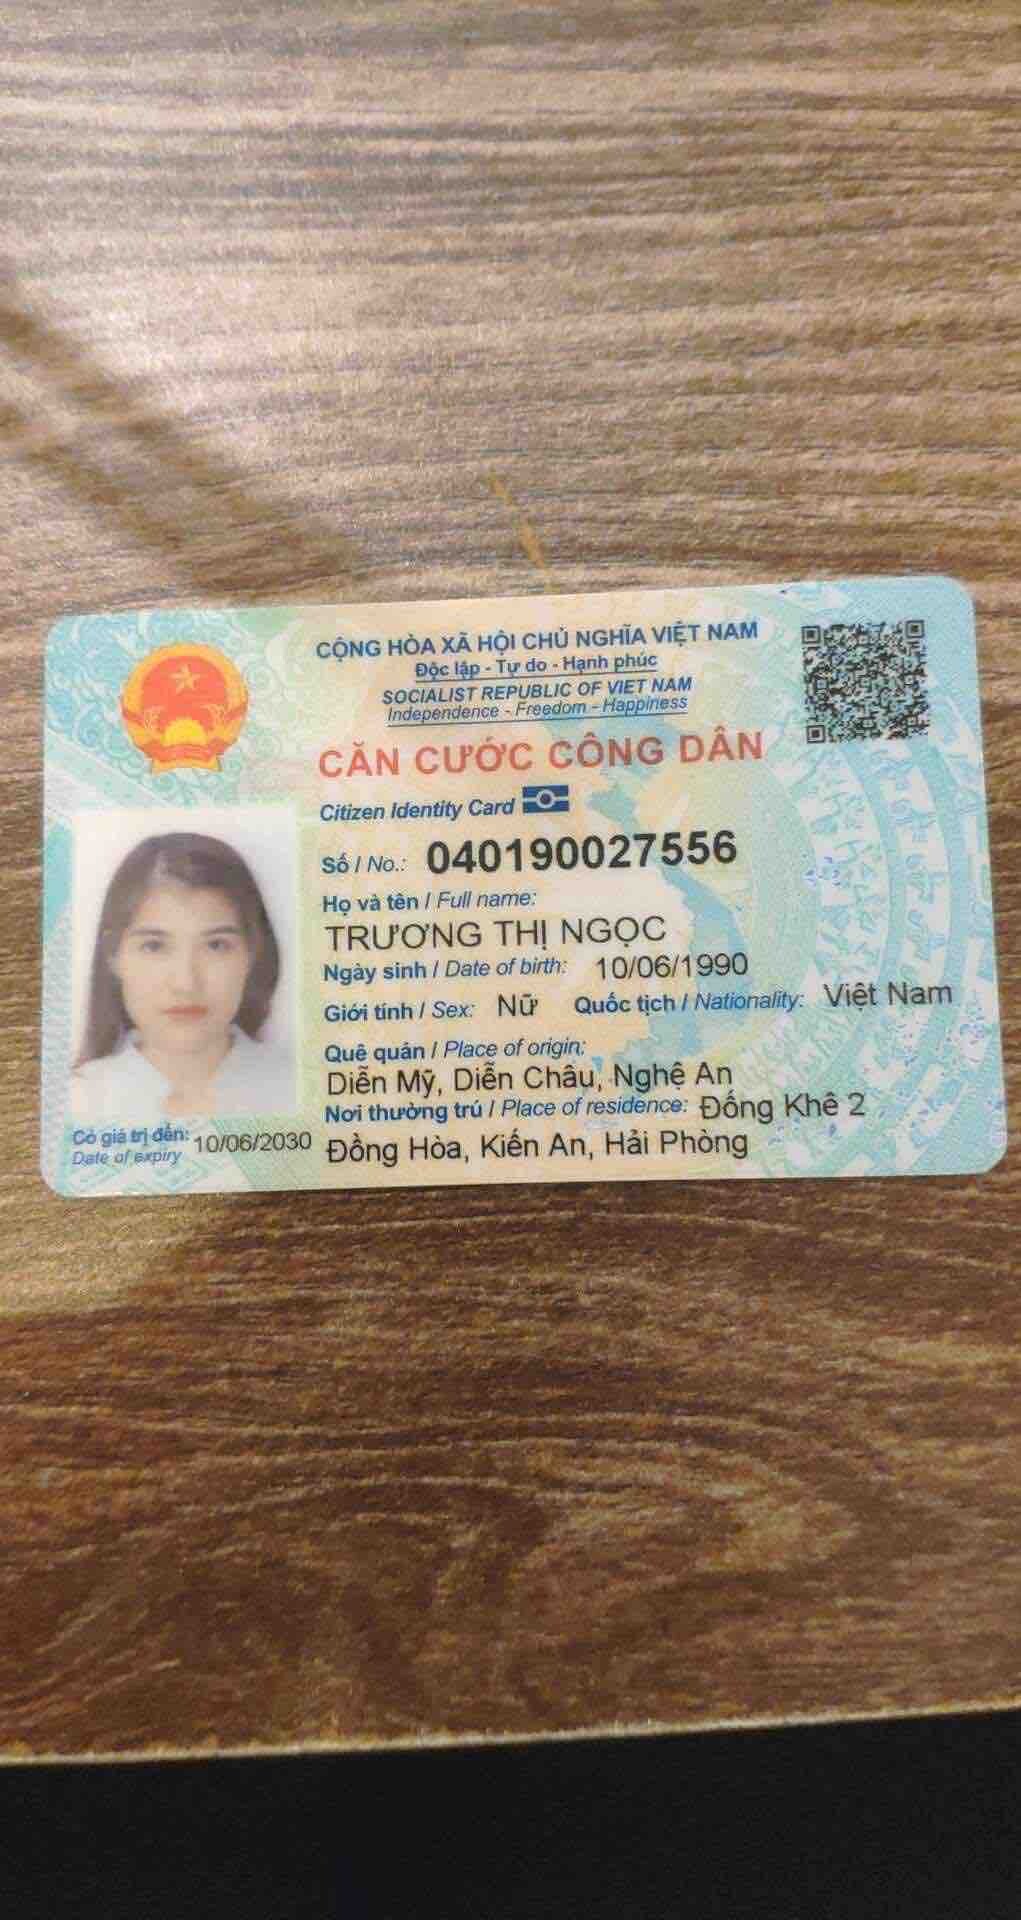 CỘNG HÒA XÃ HỘI CHỦ NGHĨA VIỆT NAM
Độc lập - Tự do - Hạnh phúc
SOCIALIST REPUBLIC OF VIET NAM
Independence - Freedom - Happiness
CĂN CƯỚC CÔNG DÂN
Citizen Identity Card
Số / No.: 040190027556
Họ và tên / Full name:
TRƯƠNG THỊ NGỌC
Ngày sinh / Date of birth: 10/06/1990
Giới tính / Sex: Nữ Quốc tịch / Nationality: Việt Nam
Quê quán / Place of origin:
Diễn Mỹ, Diễn Châu, Nghệ An
Nơi thường trú / Place of residence: Đồng Khê 2
Đồng Hòa, Kiến An, Hải Phòng
Có giá trị đến: 10/06/2030
Date of expiry